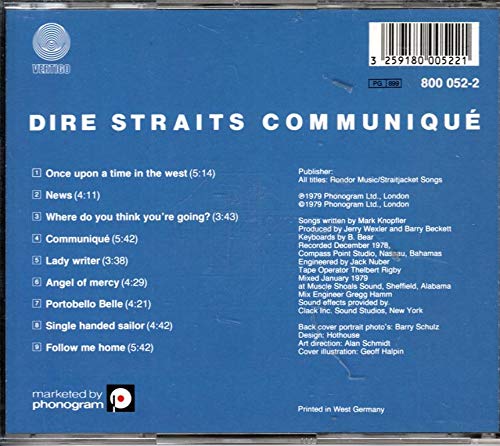 VERTIGO
3 259180 005221
PG 899
800 052-2
DIRE STRAITS COMMUNIQUÉ
1 Once upon a time in the west (5:14)
2 News (4:11)
3 Where do you think you're going? (3:43)
4 Communiqué (5:42)
5 Lady writer (3:38)
6 Angel of mercy (4:29)
7 Portobello Belle (4:21)
8 Single handed sailor (4:42)
9 Follow me home (5:42)
Publisher:
All titles: Rondor Music/Straitjacket Songs
℗1979 Phonogram Ltd., London
©1979 Phonogram Ltd., London
Songs written by Mark Knopfler
Produced by Jerry Wexler and Barry Beckett
Keyboards by B. Bear
Recorded December 1978,
Compass Point Studio, Nassau, Bahamas
Engineered by Jack Nuber
Tape Operator Thelbert Rigby
Mixed January 1979
at Muscle Shoals Sound, Sheffield, Alabama
Mix Engineer Gregg Hamm
Sound effects provided by
Clack Inc. Sound Studios, New York
Back cover portrait photo's: Barry Schulz
Design: Hothouse
Art direction: Alan Schmidt
Cover illustration: Geoff Halpin
marketed by
phonogram
Printed in West Germany